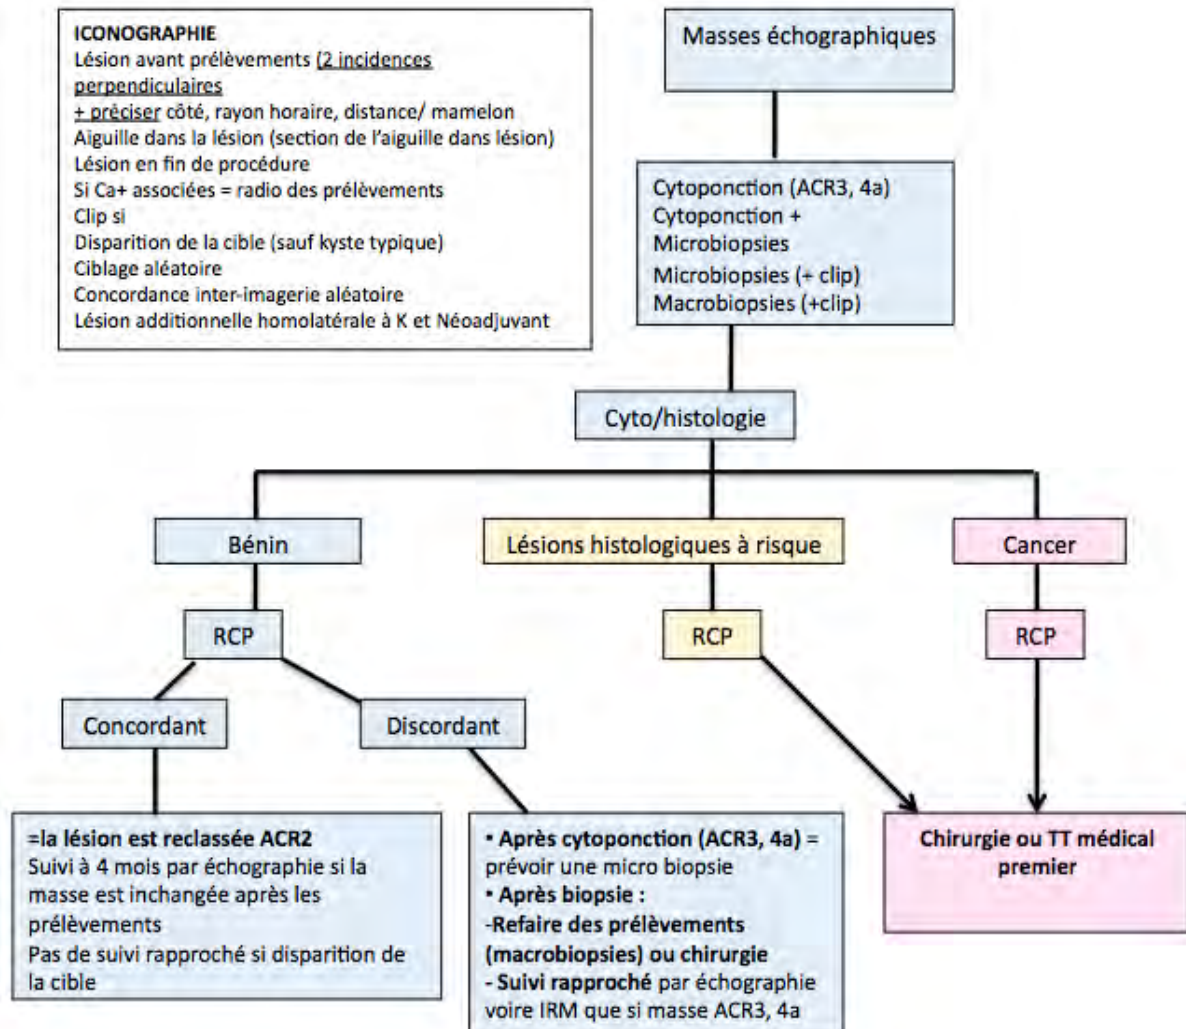 ICONOGRAPHIE
Lésion avant prélèvements (2 incidences
perpendiculaires
+ préciser côté, rayon horaire, distance/ mamelon
Aiguille dans la lésion (section de l'aiguille dans lésion)
Lésion en fin de procédure
Si Ca+ associées = radio des prélèvements
Clip si
Disparition de la cible (sauf kyste typique)
Ciblage aléatoire
Concordance inter-imagerie aléatoire
Lésion additionnelle homolatérale à K et Néoadjuvant
Masses échographiques
Cytoponction (ACR3, 4a)
Cytoponction +
Microbiopsies
Microbiopsies (+ clip)
Macrobiopsies (+clip)
Cyto/histologie
Bénin
Lésions histologiques à risque
Cancer
RCP
RCP
RCP
Concordant
Discordant
=la lésion est reclassée ACR2
Suivi à 4 mois par échographie si la
masse est inchangée après les
prélèvements
Pas de suivi rapproché si disparition de
la cible
• Après cytoponction (ACR3, 4a) =
prévoir une micro biopsie
• Après biopsie :
-Refaire des prélèvements
(macrobiopsies) ou chirurgie
- Suivi rapproché par échographie
voire IRM que si masse ACR3, 4a
Chirurgie ou TT médical
premier